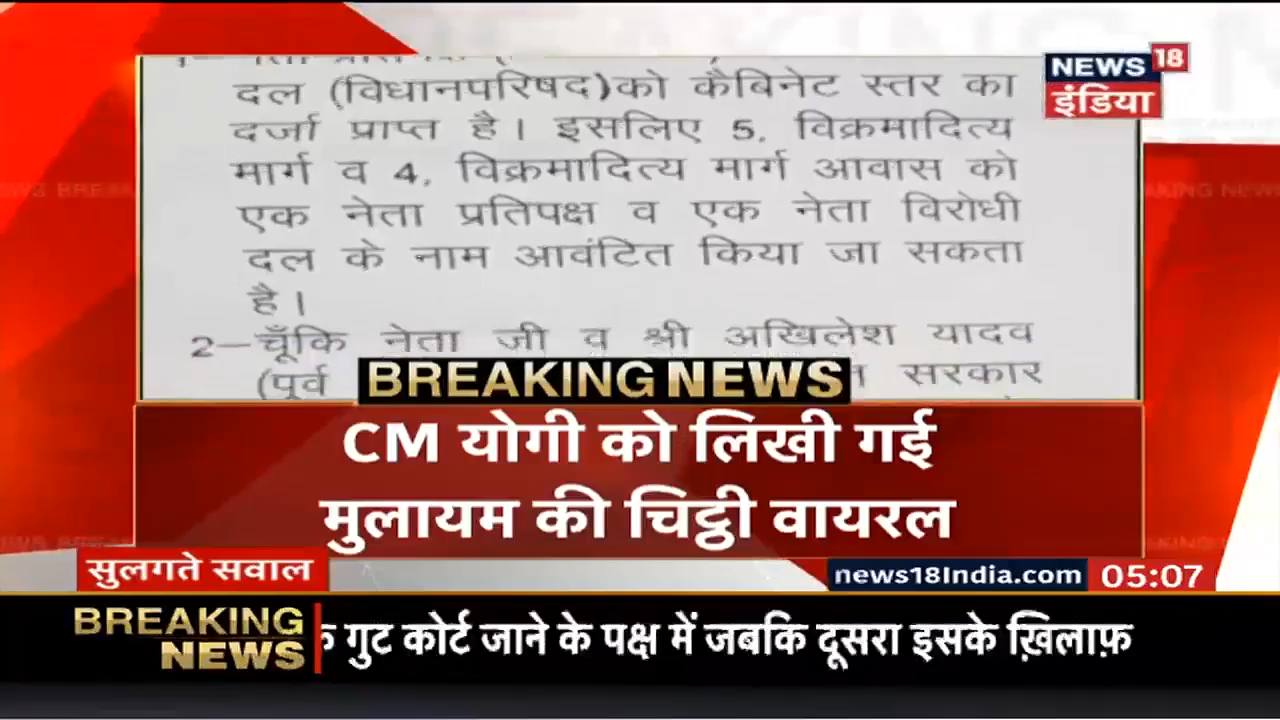 NEWS 18
इंडिया
दल (विधानपरिषद)को कैबिनेट स्तर का
दर्जा प्राप्त है। इसलिए 5, विक्रमादित्य
मार्ग व 4, विक्रमादित्य मार्ग आवास को
एक नेता प्रतिपक्ष व एक नेता विरोधी
दल के नाम आवंटित किया जा सकता
है।
2–चूँकि नेता जी व श्री अखिलेश यादव
(पूर्व सरकार
BREAKING NEWS
CM योगी को लिखी गई
मुलायम की चिट्ठी वायरल
सुलगते सवाल
news18India.com 05:07
BREAKING
NEWS
गुट कोर्ट जाने के पक्ष में जबकि दूसरा इसके ख़िलाफ़